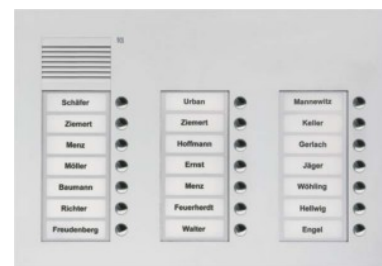 Schäfer
Ziemert
Menz
Möller
Baumann
Richter
Freudenberg
Urban
Ziemert
Hoffmann
Ernst
Menz
Feuerherdt
Walter
Mannewitz
Keller
Gerlach
Jäger
Wöhling
Hellwig
Engel